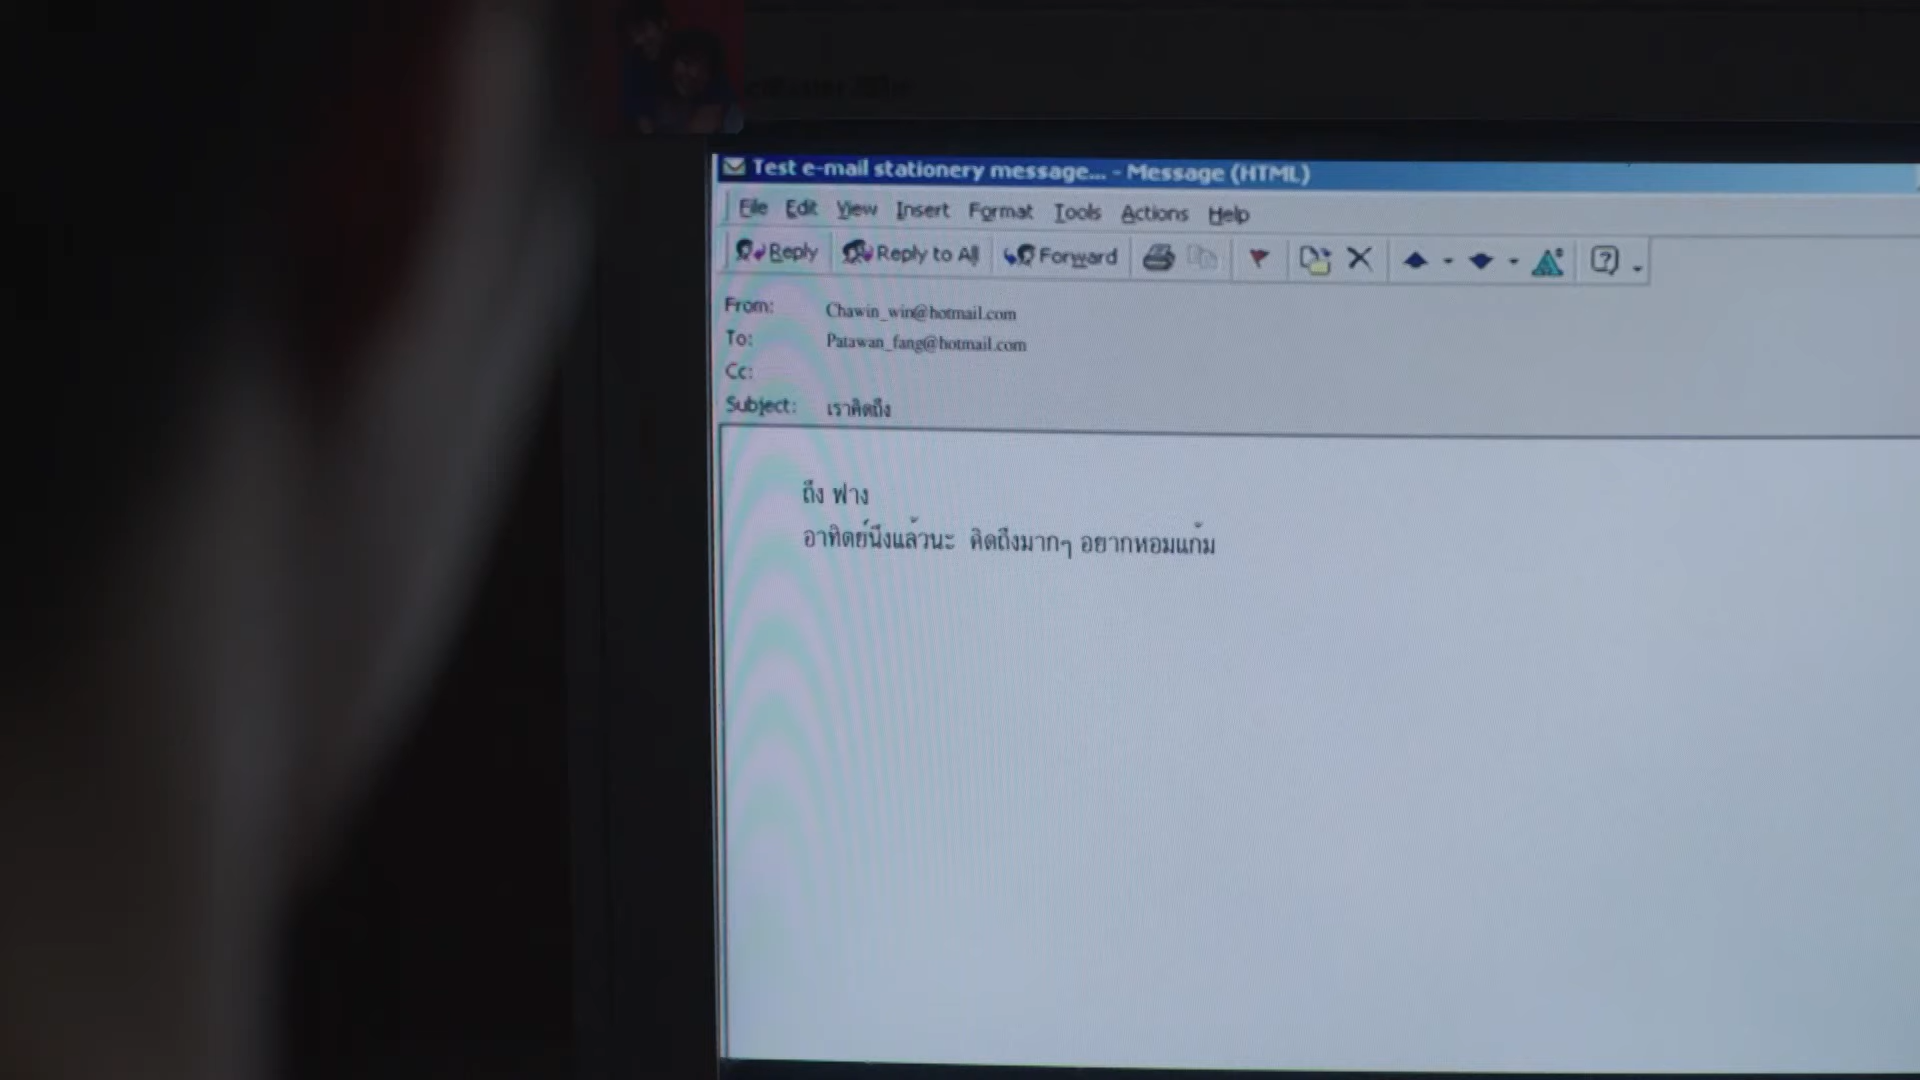 Test e-mail stationery message... - Message (HTML)
File Edit View Insert Format Tools Actions Help
Reply Reply to All Forward
From: Chawin_win@hotmail.com
To: Patawan_fang@hotmail.com
Cc:
Subject: เราคิดถึง
ถึง ฟาง
อาทิตย์นึงแล้วนะ คิดถึงมากๆ อยากหอมแก้ม